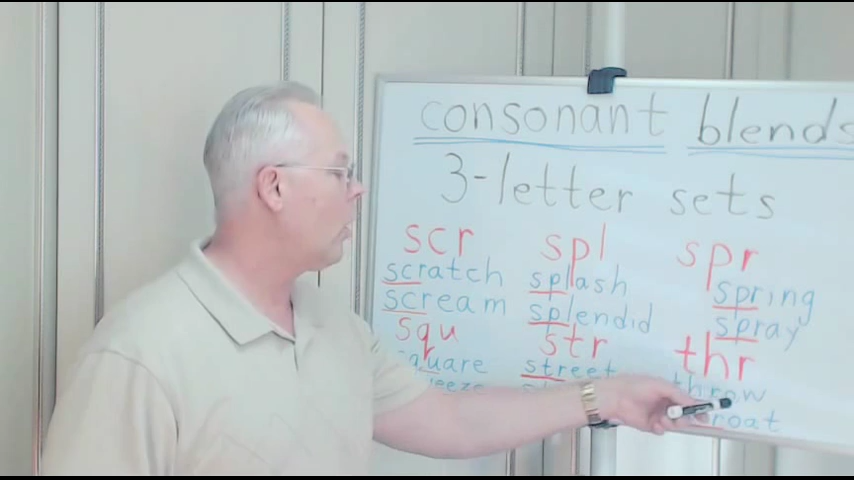 consonant blends
3-letter sets
scr spl spr
scratch splash spring
scream splendid spray
squ str thr
square street throw